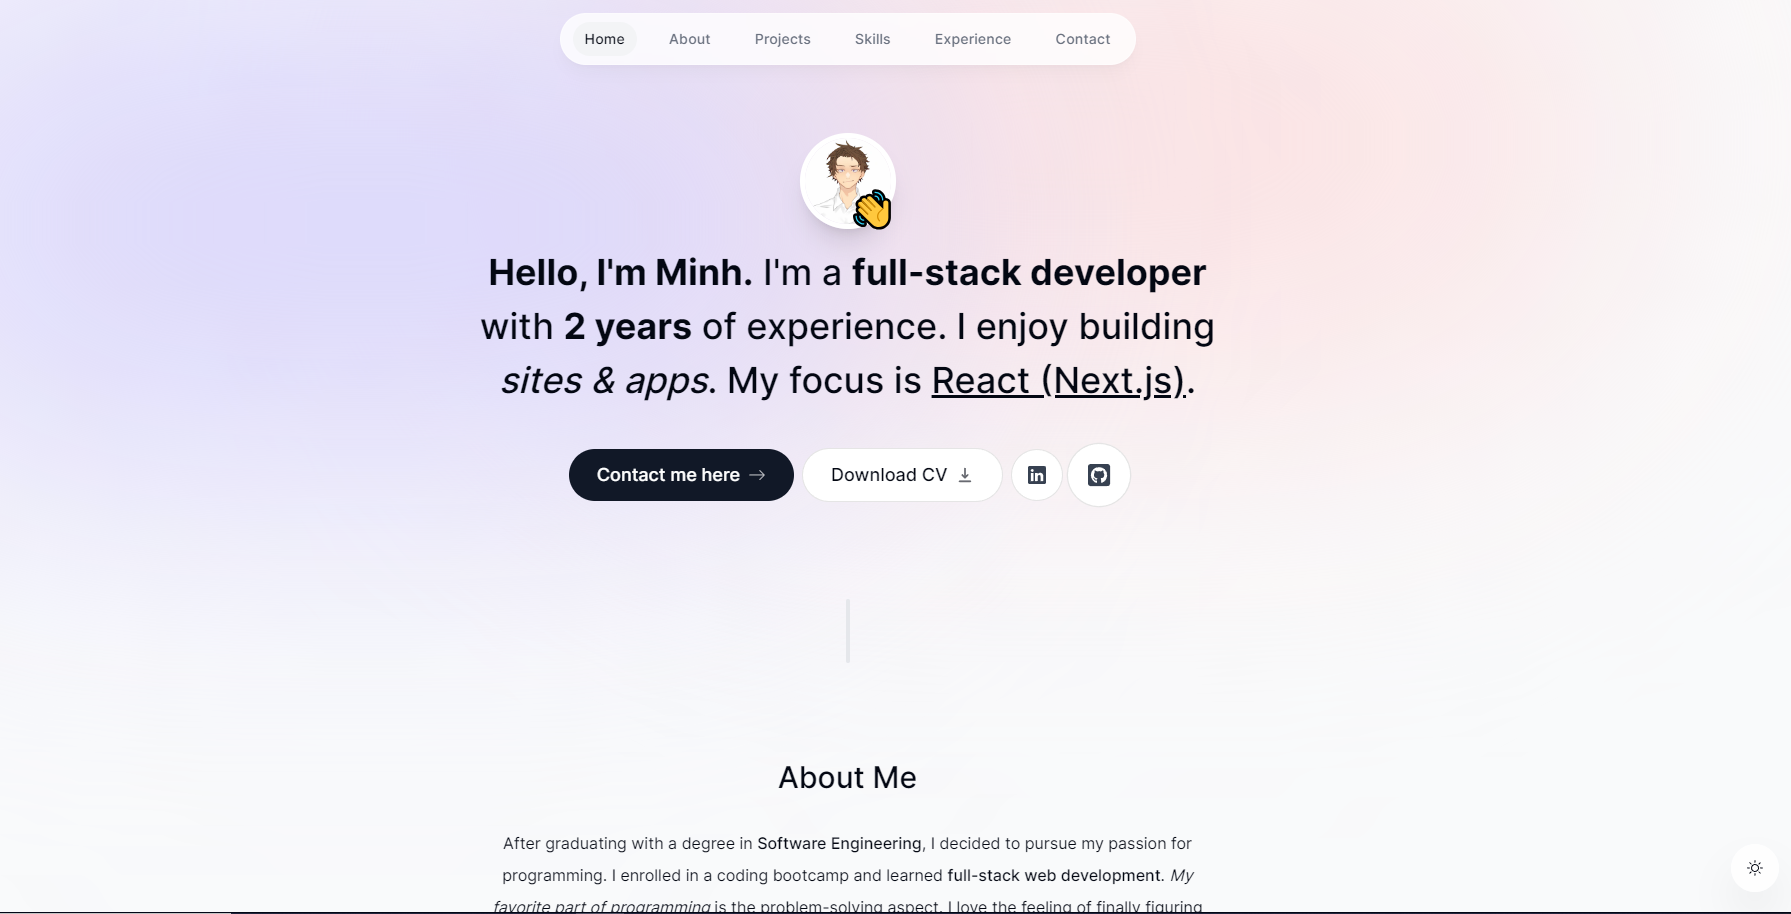 Home About Projects Skills Experience Contact
Hello, I'm Minh. I'm a full-stack developer
with 2 years of experience. I enjoy building
sites & apps. My focus is React (Next.js).
Contact me here Download CV in
About Me
After graduating with a degree in Software Engineering, I decided to pursue my passion for
programming. I enrolled in a coding bootcamp and learned full-stack web development. My
favorite part of programming is the problem-solving aspect. I love the feeling of finally figuring